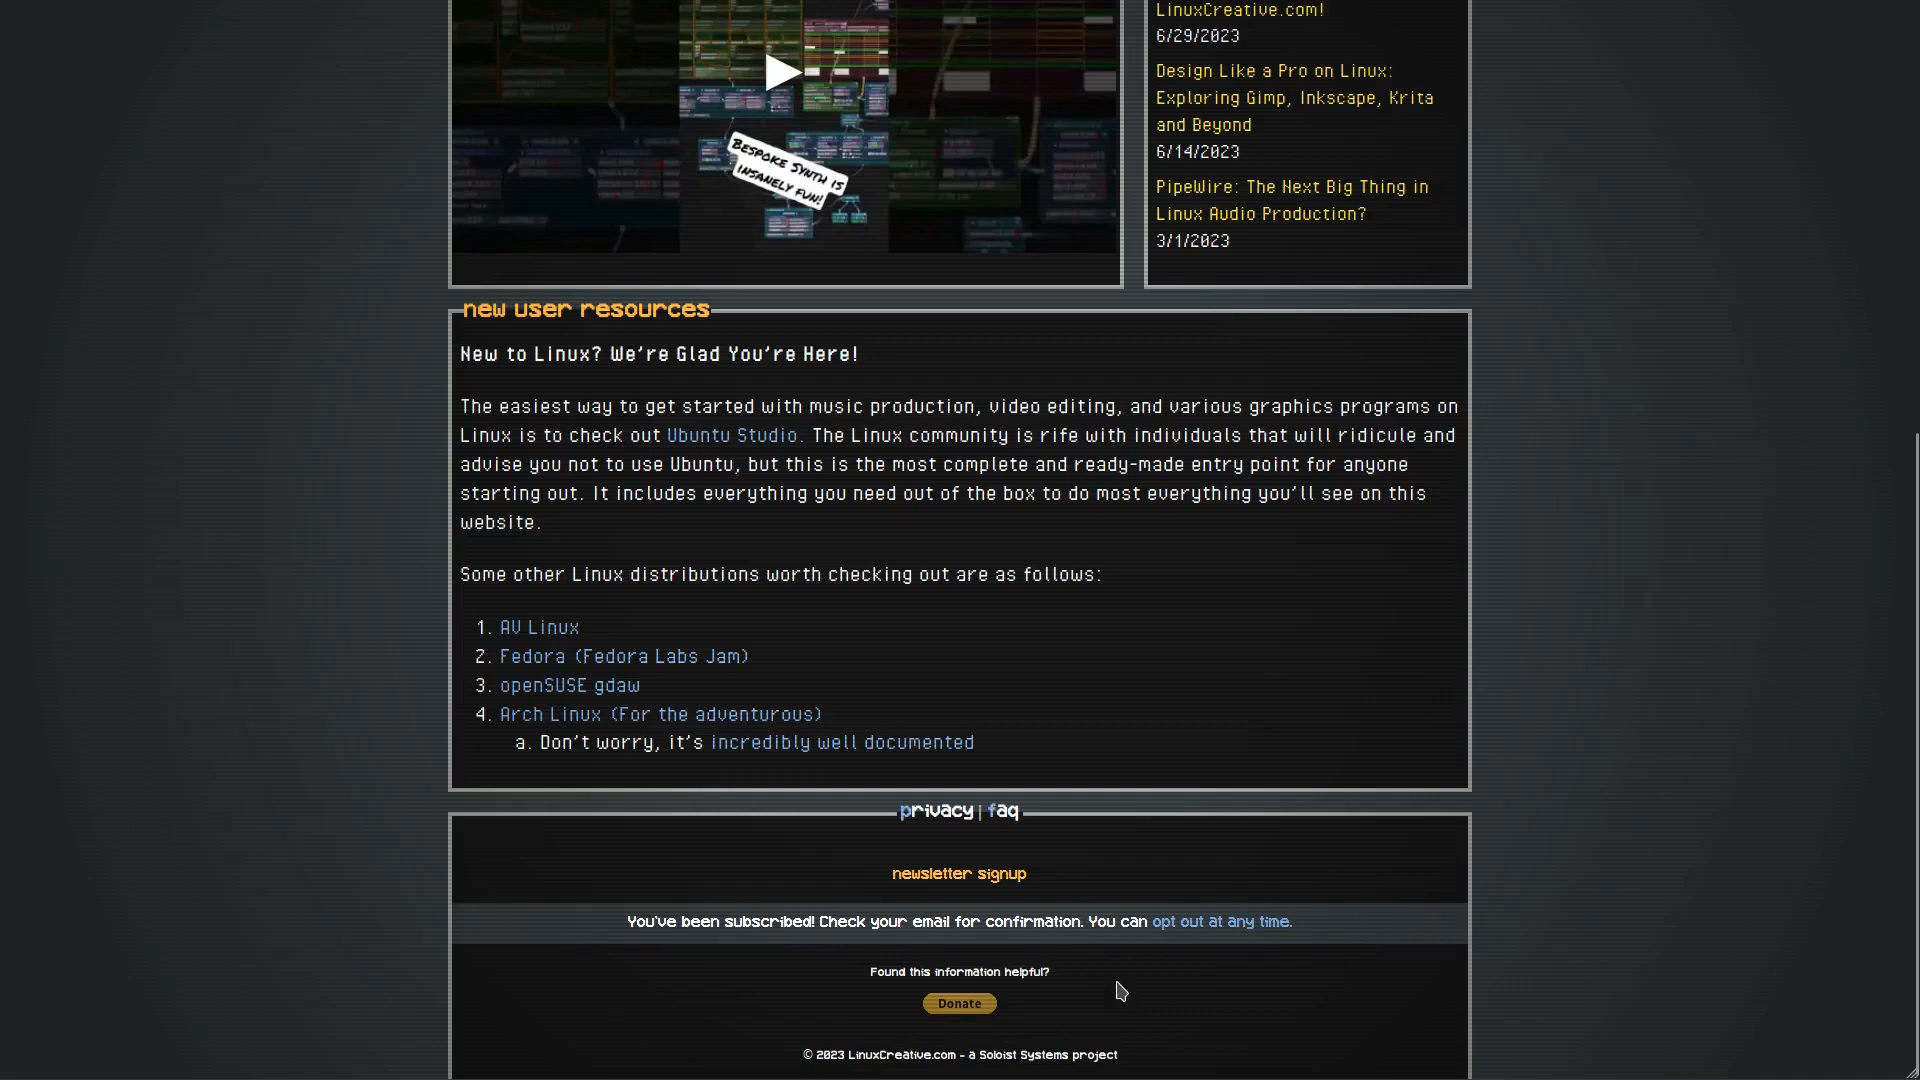 LinuxCreative.com!
6/29/2023
Design Like a Pro on Linux:
Exploring Gimp, Inkscape, Krita
and Beyond
6/14/2023
PipeWire: The Next Big Thing in
Linux Audio Production?
3/1/2023
Bespoke Synth is
insanely fun!
new user resources
New to Linux? We're Glad You're Here!
The easiest way to get started with music production, video editing, and various graphics programs on
Linux is to check out Ubuntu Studio. The Linux community is rife with individuals that will ridicule and
advise you not to use Ubuntu, but this is the most complete and ready-made entry point for anyone
starting out. It includes everything you need out of the box to do most everything you'll see on this
website.
Some other Linux distributions worth checking out are as follows:
1. AV Linux
2. Fedora (Fedora Labs Jam)
3. openSUSE gdaw
4. Arch Linux (For the adventurous)
a. Don't worry, it's incredibly well documented
privacy | faq
newsletter signup
You've been subscribed! Check your email for confirmation. You can opt out at any time.
Found this information helpful?
Donate
© 2023 LinuxCreative.com - a Soloist Systems project